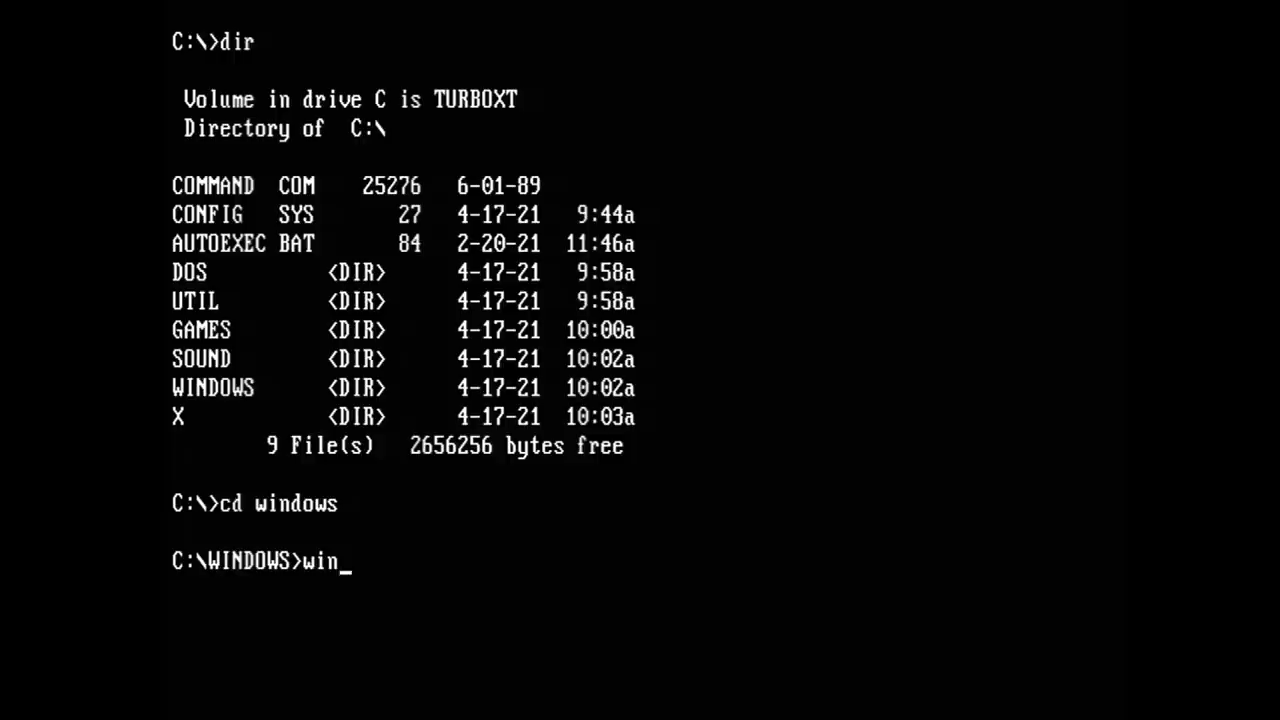 C:\>dir
Volume in drive C is TURBOXT
Directory of  C:\
COMMAND  COM    25276   6-01-89
CONFIG   SYS       27   4-17-21   9:44a
AUTOEXEC BAT       84   2-20-21  11:46a
DOS          <DIR>      4-17-21   9:58a
UTIL         <DIR>      4-17-21   9:58a
GAMES        <DIR>      4-17-21  10:00a
SOUND        <DIR>      4-17-21  10:02a
WINDOWS      <DIR>      4-17-21  10:02a
X            <DIR>      4-17-21  10:03a
        9 File(s)   2656256 bytes free
C:\>cd windows
C:\WINDOWS>win_